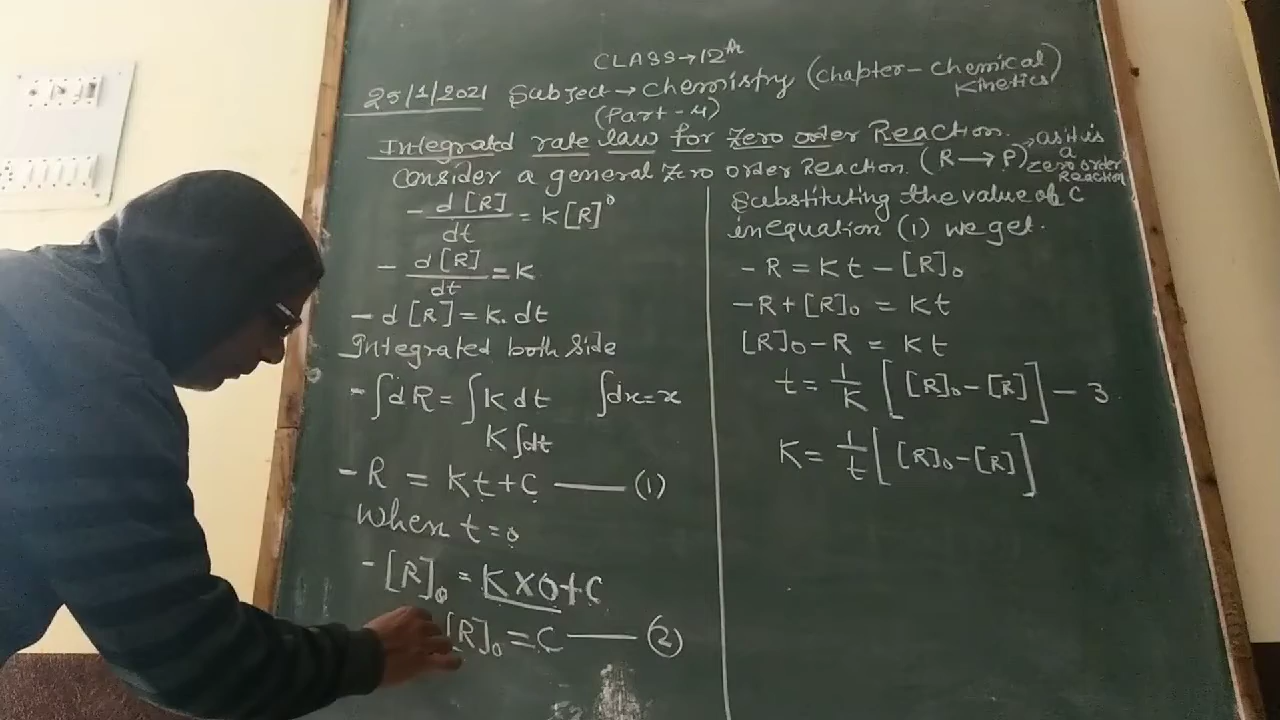 CLASS→12th
25/1/2021 Subject→Chemistry (Chapter-Chemical Kinetics)
(Part-4)
Integrated rate law for Zero order Reaction.
Consider a general Zero order Reaction. (R→P) → as it is a zero order Reaction
-d[R]/dt = K[R]⁰
-d[R]/dt = K
-d[R] = K.dt
Integrated both Side
-∫dR = ∫K dt ∫dx=x
K∫dt
-R = Kt+C —— (1)
When t=0
-[R]₀ = K×0+C
[R]₀ = C —— (2)
Substituting the value of C
in equation (1) we get.
-R = Kt-[R]₀
-R+[R]₀ = Kt
[R]₀-R = Kt
t = 1/K [[R]₀-[R]] — 3
K = 1/t [[R]₀-[R]]